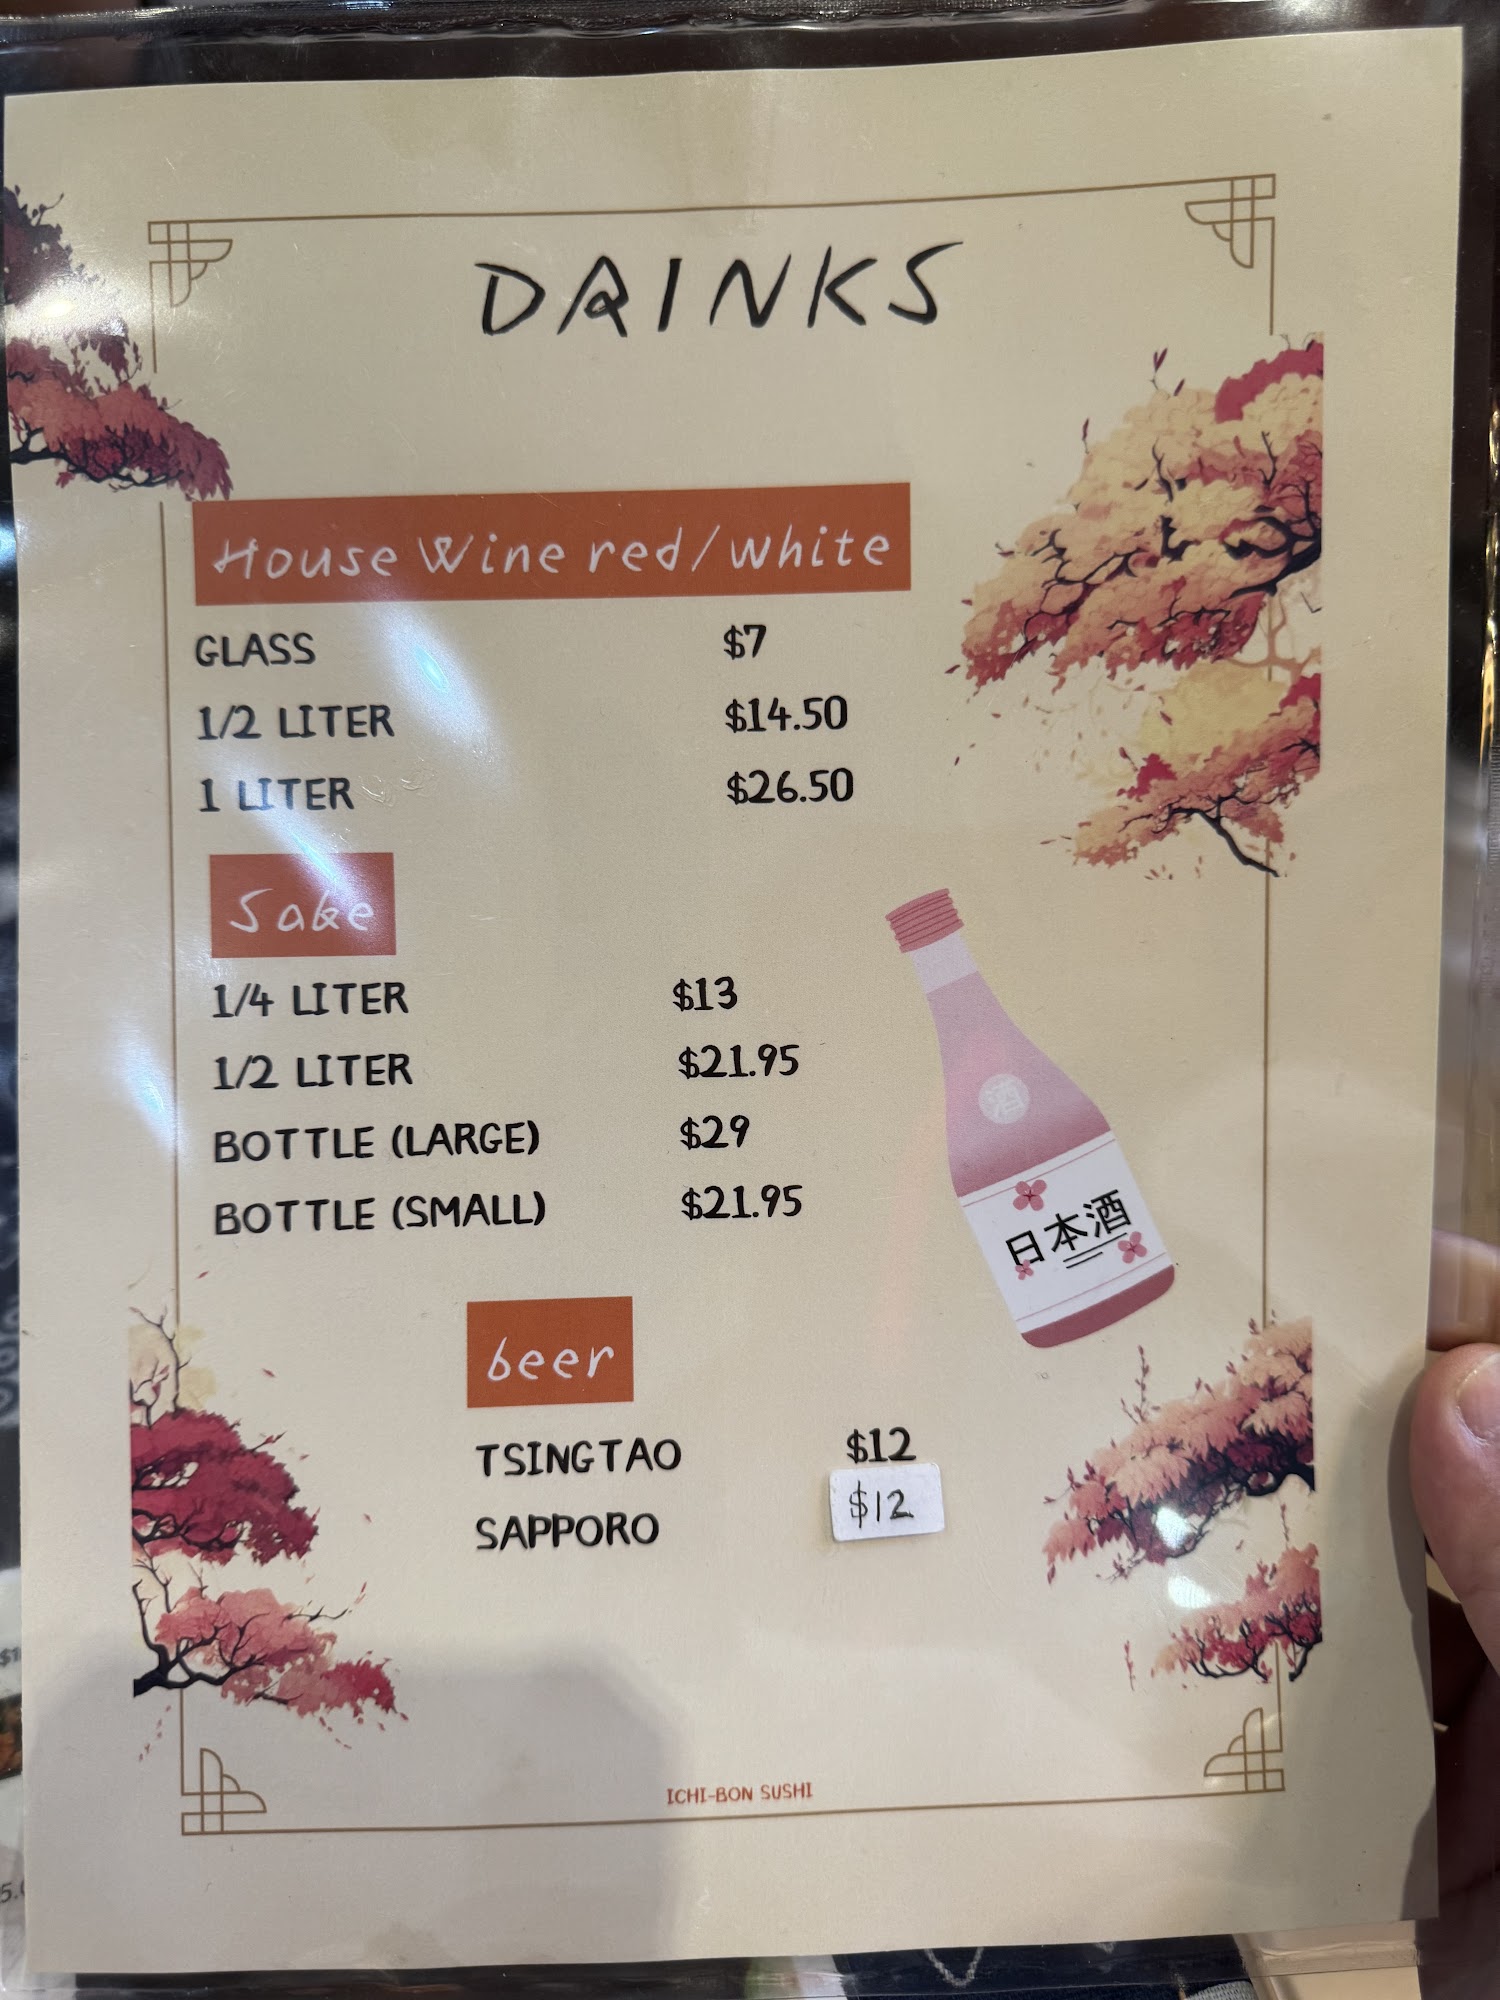 DRINKS
House Wine red/white
GLASS $7
1/2 LITER $14.50
1 LITER $26.50
Sake
1/4 LITER $13
1/2 LITER $21.95
BOTTLE (LARGE) $29
BOTTLE (SMALL) $21.95
酒
日本酒
beer
TSINGTAO $12
SAPPORO $12
ICHI-BON SUSHI